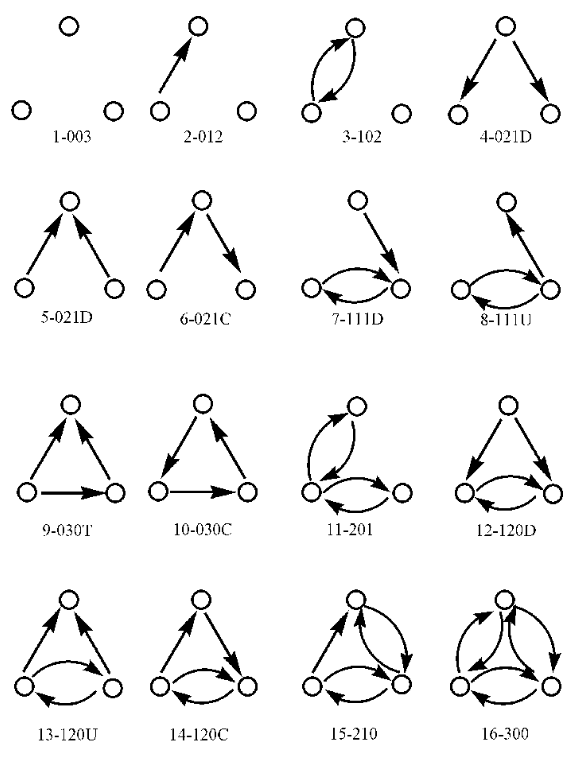 1-003
2-012
3-102
4-021D
5-021D
6-021C
7-111D
8-111U
9-030T
10-030C
11-201
12-120D
13-120U
14-120C
15-210
16-300